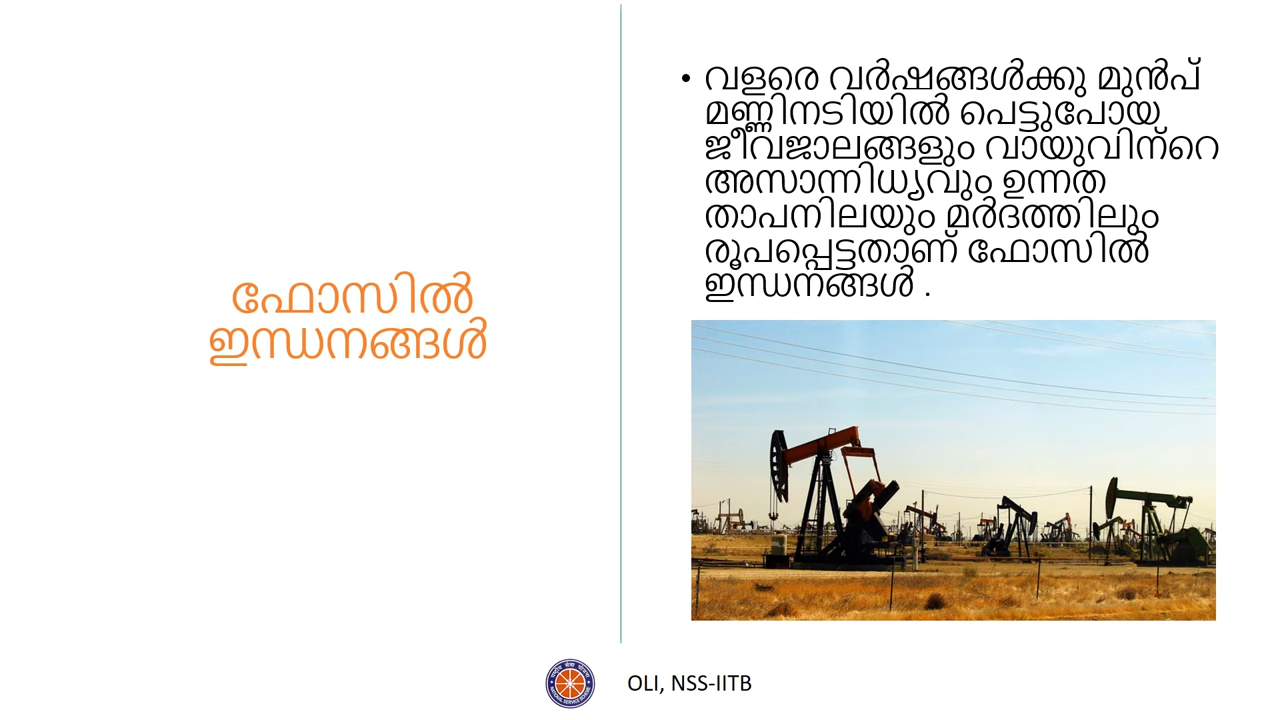 ഫോസിൽ
ഇന്ധനങ്ങൾ
• വളരെ വർഷങ്ങൾക്കു മുൻപ്
മണ്ണിനടിയിൽ പെട്ടുപോയ
ജീവജാലങ്ങളും വായുവിന്റെ
അസാന്നിധ്യവും ഉന്നത
താപനിലയും മർദത്തിലും
രൂപപ്പെട്ടതാണ് ഫോസിൽ
ഇന്ധനങ്ങൾ .
OLI, NSS-IITB